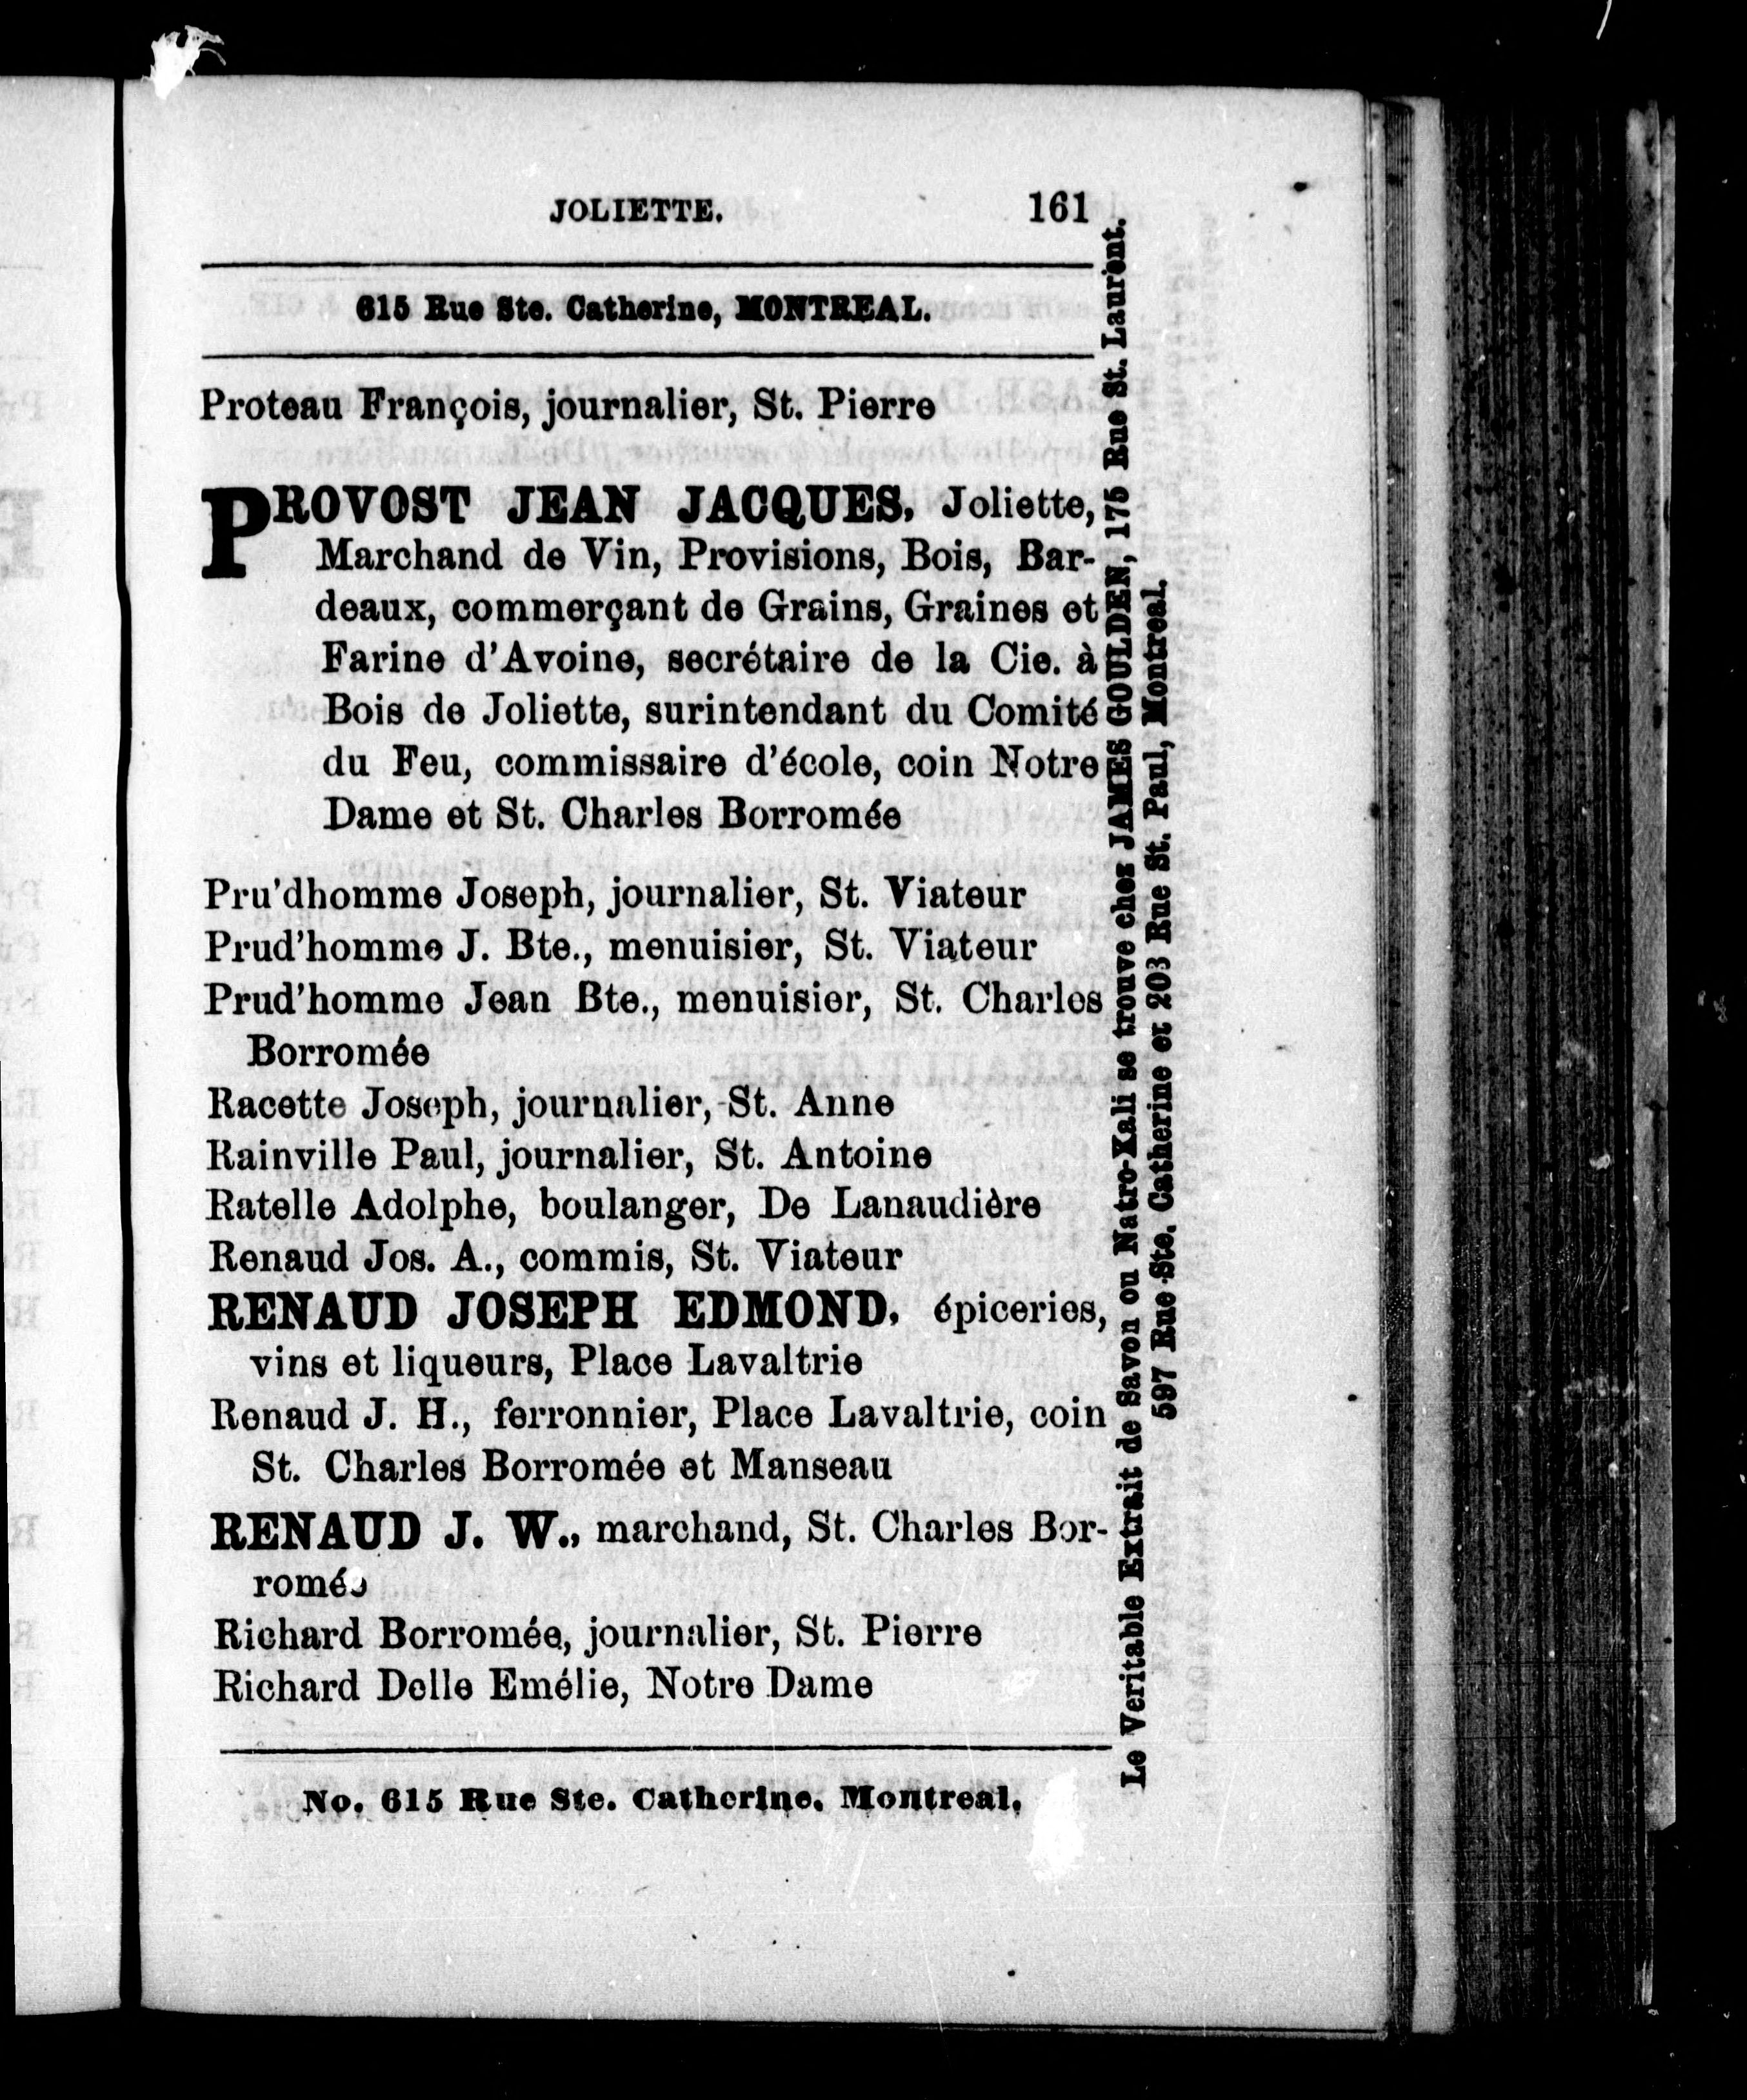 JOLIETTE. 161
615 Rue Ste. Catherine, MONTREAL.
Proteau François, journalier, St. Pierre
PROVOST JEAN JACQUES, Joliette,
Marchand de Vin, Provisions, Bois, Bar-
deaux, commerçant de Grains, Graines et
Farine d'Avoine, secrétaire de la Cie. à
Bois de Joliette, surintendant du Comité
du Feu, commissaire d'école, coin Notre
Dame et St. Charles Borromée
Pru'dhomme Joseph, journalier, St. Viateur
Prud'homme J. Bte., menuisier, St. Viateur
Prud'homme Jean Bte., menuisier, St. Charles
Borromée
Racette Joseph, journalier, St. Anne
Rainville Paul, journalier, St. Antoine
Ratelle Adolphe, boulanger, De Lanaudière
Renaud Jos. A., commis, St. Viateur
RENAUD JOSEPH EDMOND, épiceries,
vins et liqueurs, Place Lavaltrie
Renaud J. H., ferronnier, Place Lavaltrie, coin
St. Charles Borromée et Manseau
RENAUD J. W., marchand, St. Charles Bor-
romée
Richard Borromée, journalier, St. Pierre
Richard Delle Emélie, Notre Dame
No. 615 Rue Ste. Catherine. Montreal.
Le Veritable Extrait de Savon ou Natro-Kali se trouve chez JAMES GOULDEN, 175 Rue St. Laurent.
597 Rue Ste. Catherine et 203 Rue St. Paul, Montreal.